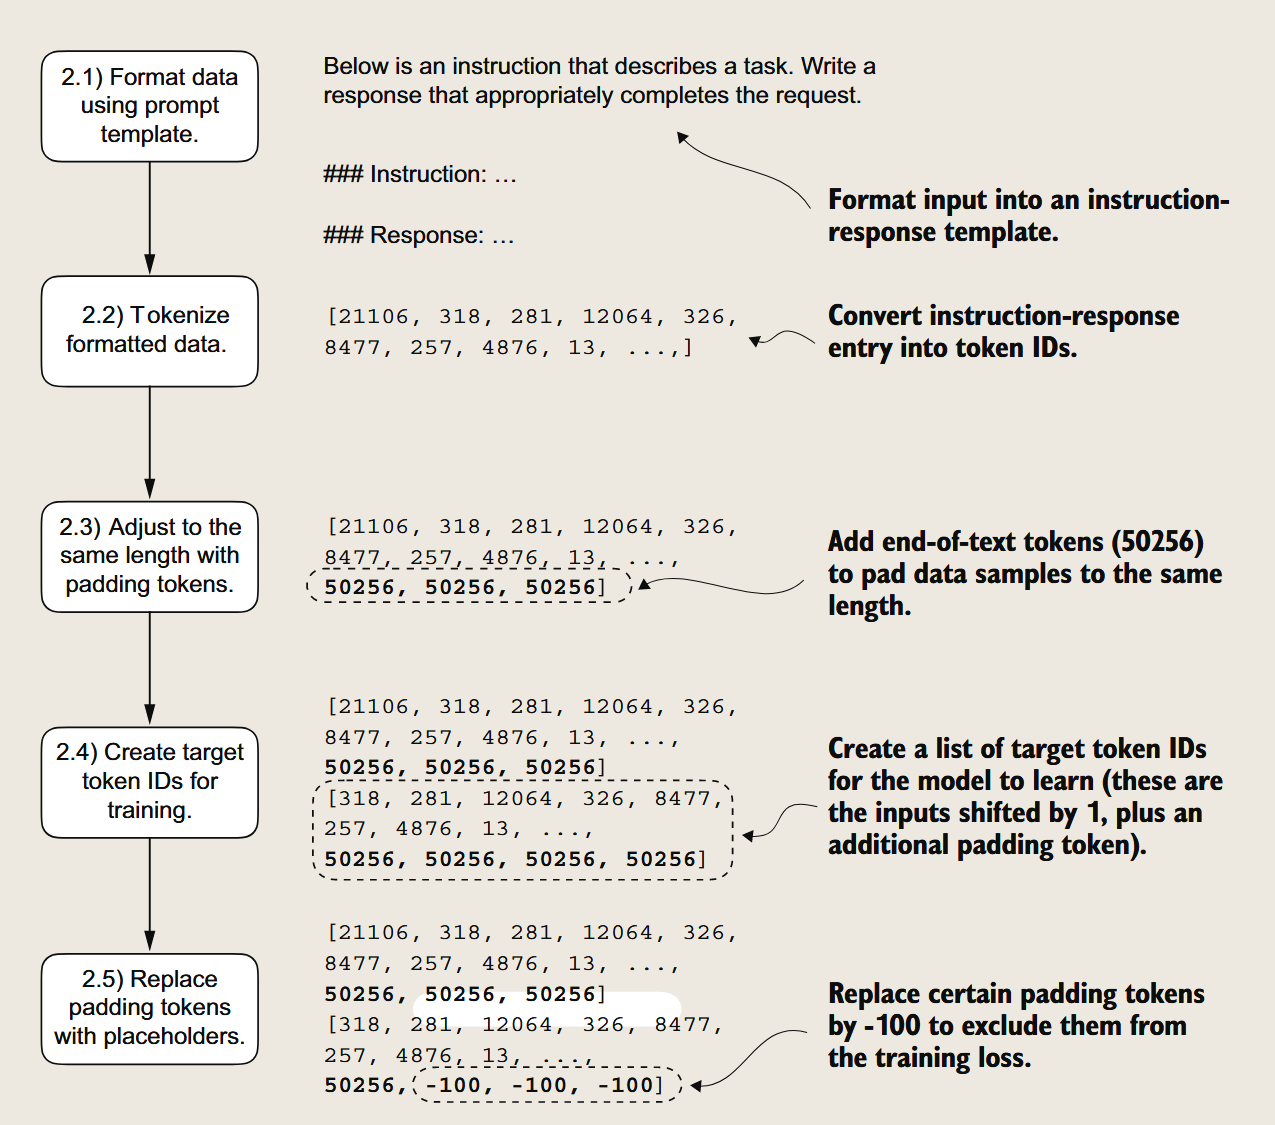 2.1) Format data
using prompt
template.
Below is an instruction that describes a task. Write a
response that appropriately completes the request.
### Instruction: …
### Response: …
Format input into an instruction-
response template.
2.2) Tokenize
formatted data.
[21106, 318, 281, 12064, 326,
8477, 257, 4876, 13, ...,]
Convert instruction-response
entry into token IDs.
2.3) Adjust to the
same length with
padding tokens.
[21106, 318, 281, 12064, 326,
8477, 257, 4876, 13, ...,
50256, 50256, 50256]
Add end-of-text tokens (50256)
to pad data samples to the same
length.
2.4) Create target
token IDs for
training.
[21106, 318, 281, 12064, 326,
8477, 257, 4876, 13, ...,
50256, 50256, 50256]
[318, 281, 12064, 326, 8477,
257, 4876, 13, ...,
50256, 50256, 50256, 50256]
Create a list of target token IDs
for the model to learn (these are
the inputs shifted by 1, plus an
additional padding token).
2.5) Replace
padding tokens
with placeholders.
[21106, 318, 281, 12064, 326,
8477, 257, 4876, 13, ...,
50256, 50256, 50256]
[318, 281, 12064, 326, 8477,
257, 4876, 13, ...,
50256, -100, -100, -100]
Replace certain padding tokens
by -100 to exclude them from
the training loss.